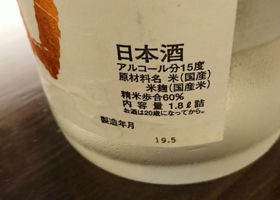 日本酒
アルコール分15度
原材料名 米(国産)
米麹(国産米)
精米歩合60%
内容量 1.8ℓ詰
お酒は20歳になってから。
製造年月
19.5